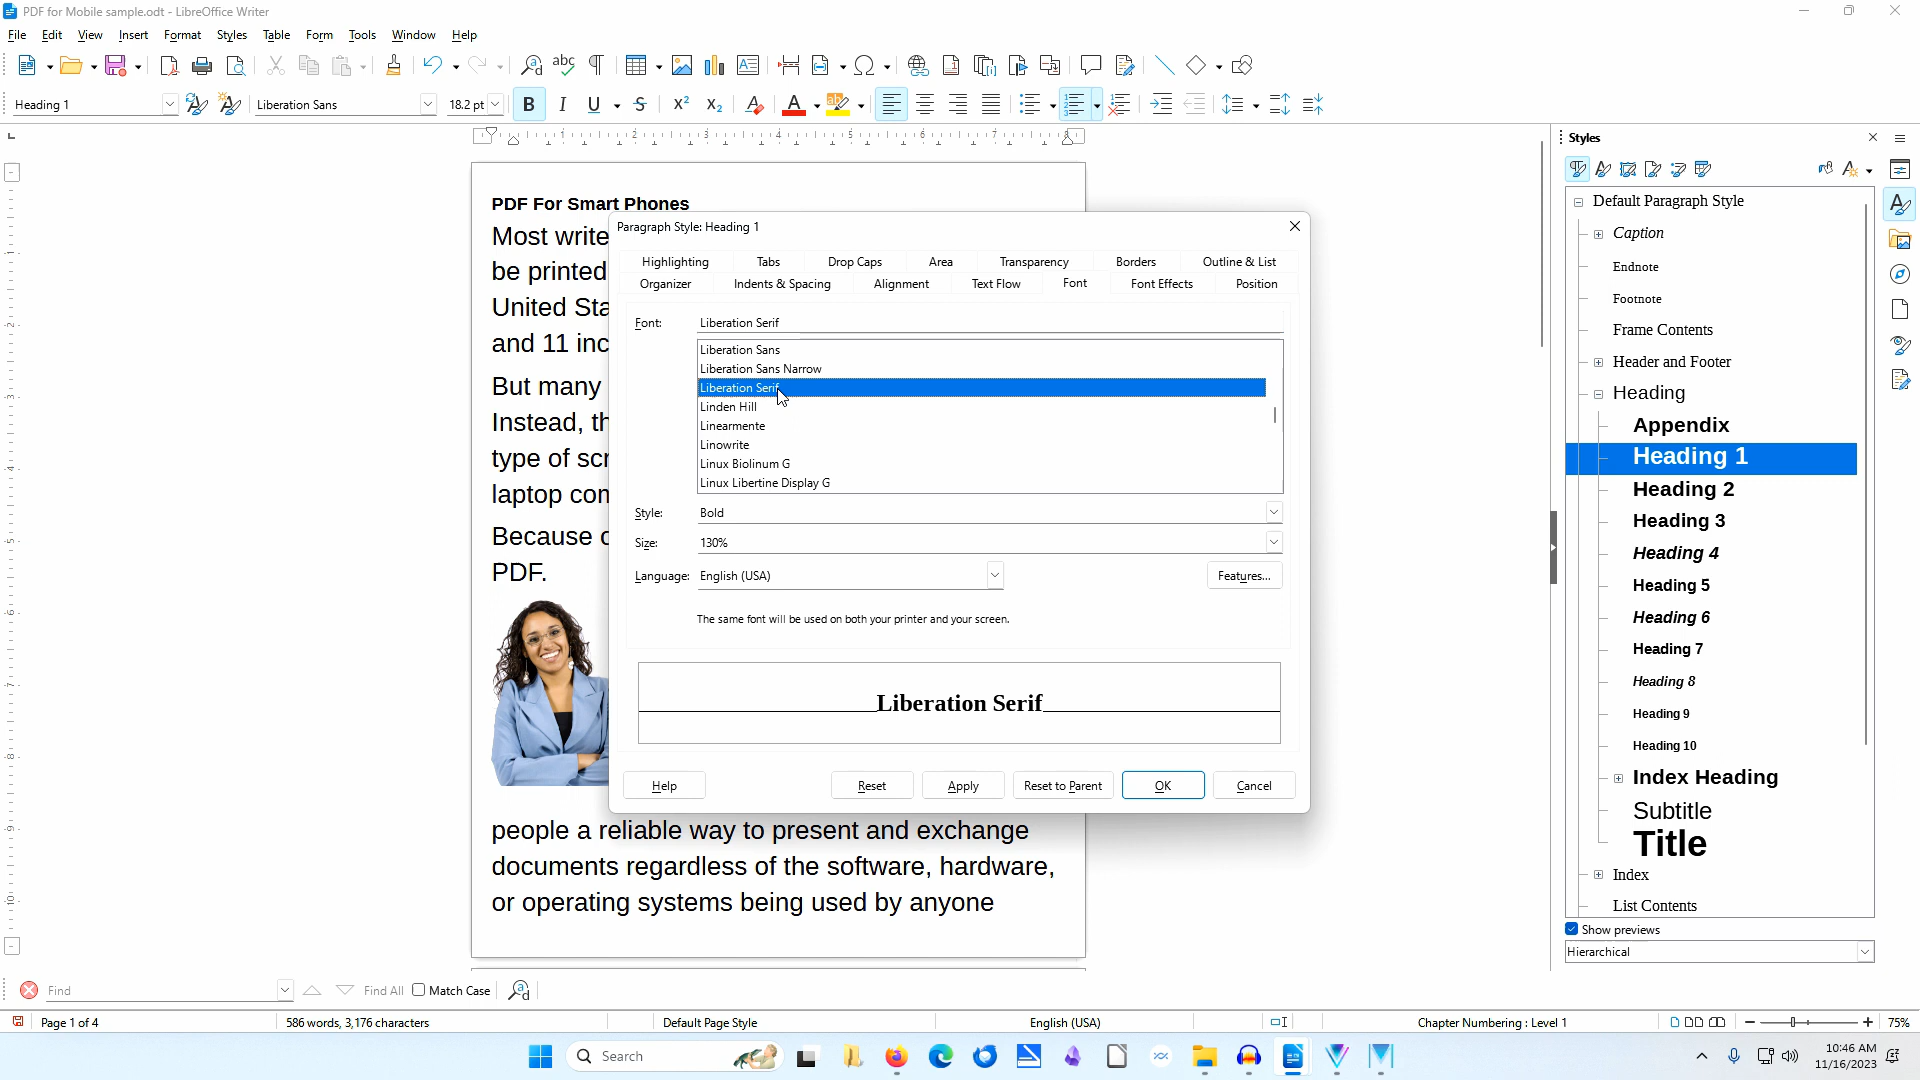 PDF for Mobile sample.odt - LibreOffice Writer
File Edit View Insert Format Styles Table Form Tools Window Help
Heading 1 Liberation Sans 18.2 pt
PDF For Smart Phones
Most write
be printed
United Sta
and 11 inc
But many
Instead, th
type of scr
laptop com
Because o
PDF.
people a reliable way to present and exchange
documents regardless of the software, hardware,
or operating systems being used by anyone
Paragraph Style: Heading 1
Highlighting Tabs Drop Caps Area Transparency Borders Outline & List
Organizer Indents & Spacing Alignment Text Flow Font Font Effects Position
Font: Liberation Serif
Liberation Sans
Liberation Sans Narrow
Liberation Serif
Linden Hill
Linearmente
Linowrite
Linux Biolinum G
Linux Libertine Display G
Style: Bold
Size: 130%
Language: English (USA) Features...
The same font will be used on both your printer and your screen.
Liberation Serif
Help Reset Apply Reset to Parent OK Cancel
Styles
Default Paragraph Style
Caption
Endnote
Footnote
Frame Contents
Header and Footer
Heading
Appendix
Heading 1
Heading 2
Heading 3
Heading 4
Heading 5
Heading 6
Heading 7
Heading 8
Heading 9
Heading 10
Index Heading
Subtitle
Title
Index
List Contents
Show previews
Hierarchical
Find Find All Match Case
Page 1 of 4 586 words, 3,176 characters Default Page Style English (USA) Chapter Numbering : Level 1 75%
Search
10:46 AM
11/16/2023